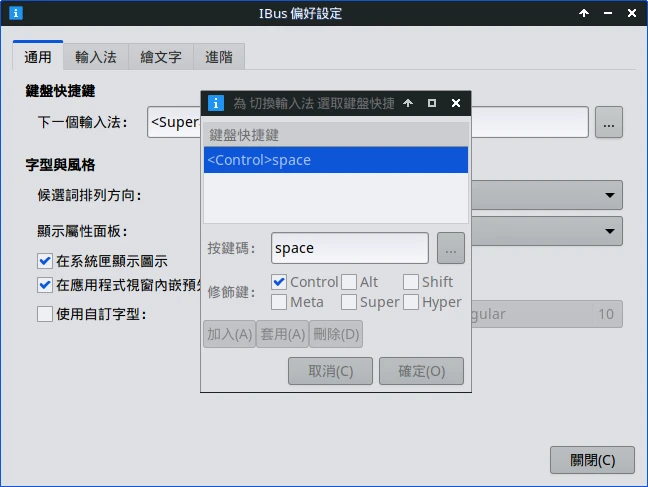 IBus 偏好設定
通用
輸入法
繪文字
進階
鍵盤快捷鍵
下一個輸入法:
<Super
...
字型與風格
候選詞排列方向:
顯示屬性面板:
在系統匣顯示圖示
在應用程式視窗內嵌預
使用自訂字型:
gular 10
關閉(C)
為 切換輸入法 選取鍵盤快捷
鍵盤快捷鍵
<Control>space
按鍵碼:
space
...
修飾鍵:
Control
Alt
Shift
Meta
Super
Hyper
加入(A)
套用(A)
刪除(D)
取消(C)
確定(O)